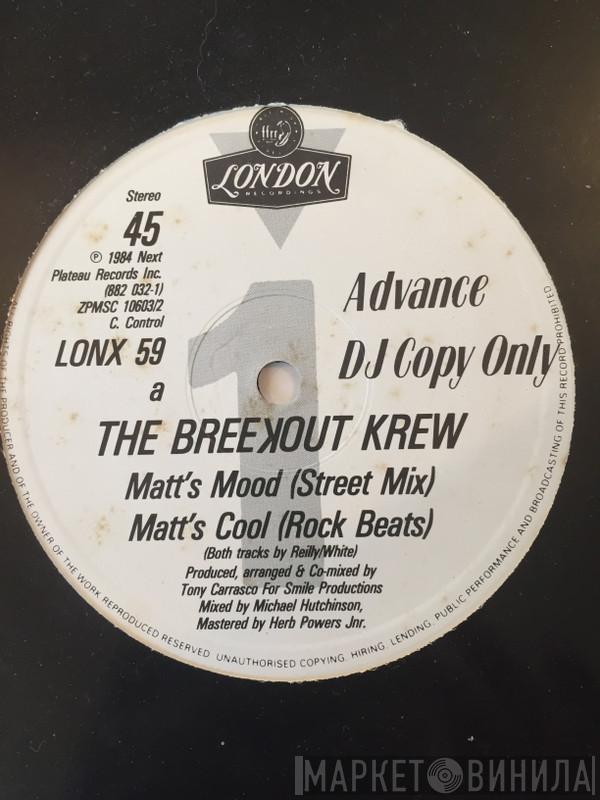 ffrr
LONDON
RECORDINGS
Stereo
45
℗ 1984 Next
Plateau Records Inc.
(882 032-1)
ZPMSC 10603/2
C. Control
LONX 59
a
1
Advance
DJ Copy Only
THE BREEKOUT KREW
Matt's Mood (Street Mix)
Matt's Cool (Rock Beats)
(Both tracks by Reilly/White)
Produced, arranged & Co-mixed by
Tony Carrasco For Smile Productions
Mixed by Michael Hutchinson,
Mastered by Herb Powers Jnr.
OF THE PRODUCER AND OF THE OWNER OF THE WORK REPRODUCED RESERVED. UNAUTHORISED COPYING, HIRING, LENDING, PUBLIC PERFORMANCE AND BROADCASTING OF THIS RECORD PROHIBITED
МАРКЕТ ВИНИЛА